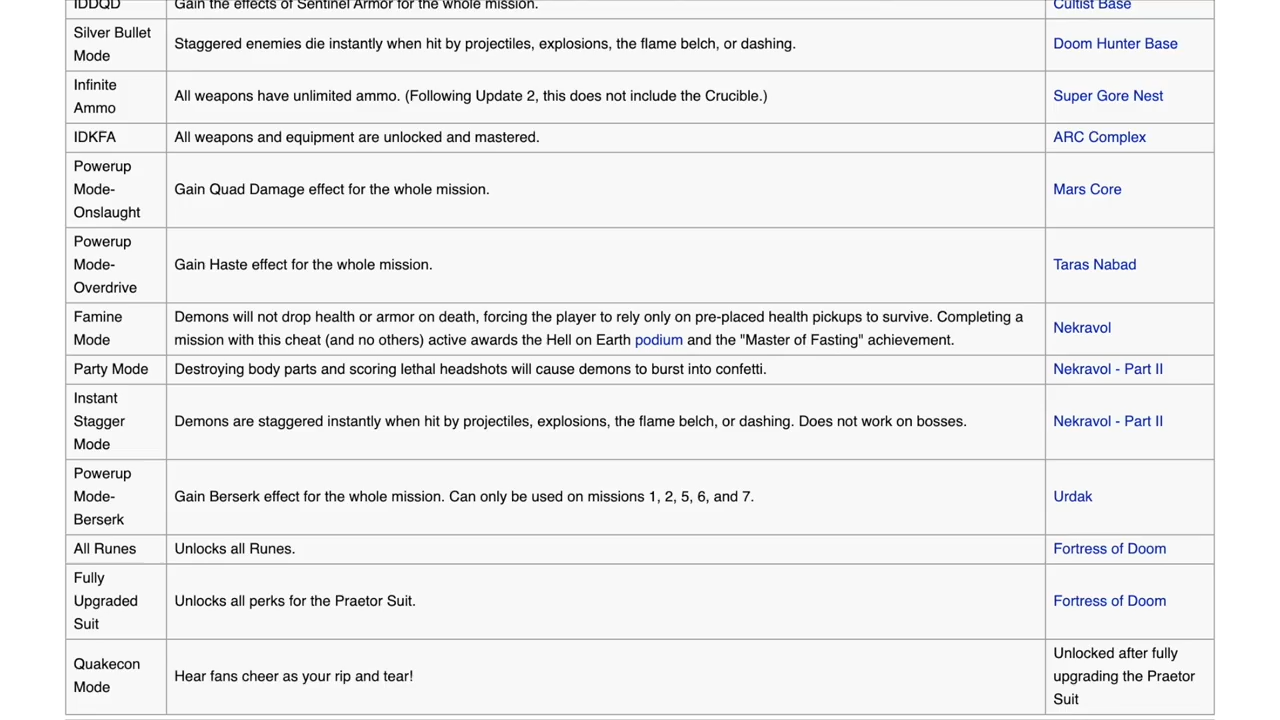 IDDQD Gain the effects of Sentinel Armor for the whole mission. Cultist Base
Silver Bullet
Mode
Staggered enemies die instantly when hit by projectiles, explosions, the flame belch, or dashing.
Doom Hunter Base
Infinite
Ammo
All weapons have unlimited ammo. (Following Update 2, this does not include the Crucible.)
Super Gore Nest
IDKFA
All weapons and equipment are unlocked and mastered.
ARC Complex
Powerup
Mode-
Onslaught
Gain Quad Damage effect for the whole mission.
Mars Core
Powerup
Mode-
Overdrive
Gain Haste effect for the whole mission.
Taras Nabad
Famine
Mode
Demons will not drop health or armor on death, forcing the player to rely only on pre-placed health pickups to survive. Completing a
mission with this cheat (and no others) active awards the Hell on Earth podium and the "Master of Fasting" achievement.
Nekravol
Party Mode
Destroying body parts and scoring lethal headshots will cause demons to burst into confetti.
Nekravol - Part II
Instant
Stagger
Mode
Demons are staggered instantly when hit by projectiles, explosions, the flame belch, or dashing. Does not work on bosses.
Nekravol - Part II
Powerup
Mode-
Berserk
Gain Berserk effect for the whole mission. Can only be used on missions 1, 2, 5, 6, and 7.
Urdak
All Runes
Unlocks all Runes.
Fortress of Doom
Fully
Upgraded
Suit
Unlocks all perks for the Praetor Suit.
Fortress of Doom
Quakecon
Mode
Hear fans cheer as your rip and tear!
Unlocked after fully
upgrading the Praetor
Suit